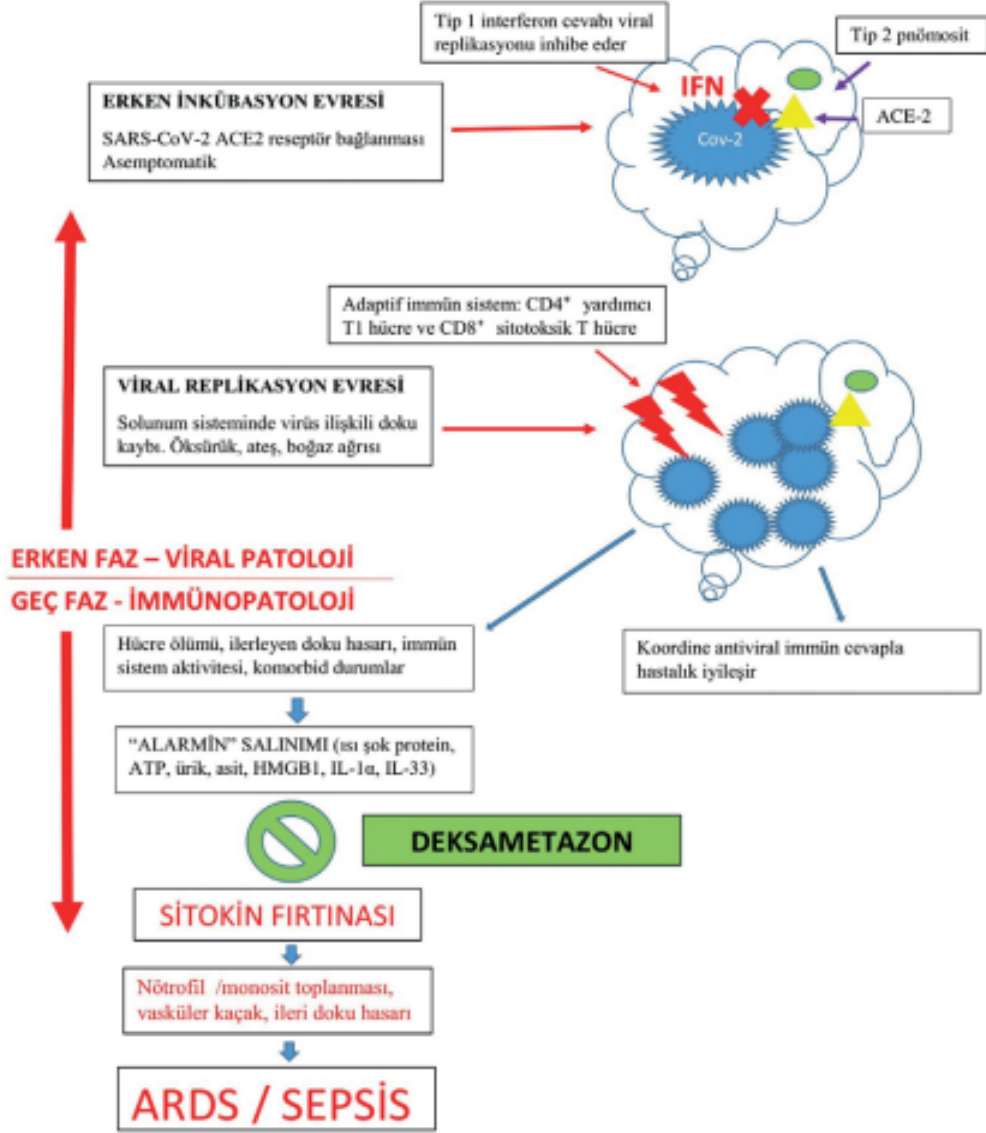 Tip 1 interferon cevabı viral
replikasyonu inhibe eder
Tip 2 pnömosit
IFN
ACE-2
Cov-2
ERKEN İNKÜBASYON EVRESİ
SARS-CoV-2 ACE2 reseptör bağlanması
Asemptomatik
Adaptif immün sistem: CD4⁺ yardımcı
T1 hücre ve CD8⁺ sitotoksik T hücre
VİRAL REPLİKASYON EVRESİ
Solunum sisteminde virüs ilişkili doku
kaybı. Öksürük, ateş, boğaz ağrısı
ERKEN FAZ – VİRAL PATOLOJİ
GEÇ FAZ - İMMÜNOPATOLOJİ
Hücre ölümü, ilerleyen doku hasarı, immün
sistem aktivitesi, komorbid durumlar
Koordine antiviral immün cevapla
hastalık iyileşir
“ALARMİN” SALINIMI (ısı şok protein,
ATP, ürik, asit, HMGB1, IL-1α, IL-33)
DEKSAMETAZON
SİTOKİN FIRTINASI
Nötrofil /monosit toplanması,
vasküler kaçak, ileri doku hasarı
ARDS / SEPSİS